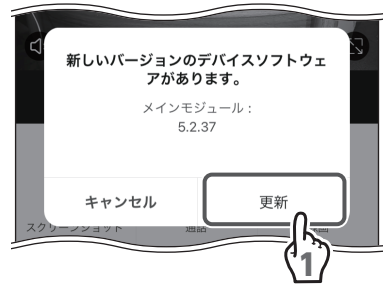 新しいバージョンのデバイスソフトウェ
アがあります。
メインモジュール：
5.2.37
キャンセル
更新
スクリーンショット
通話
1